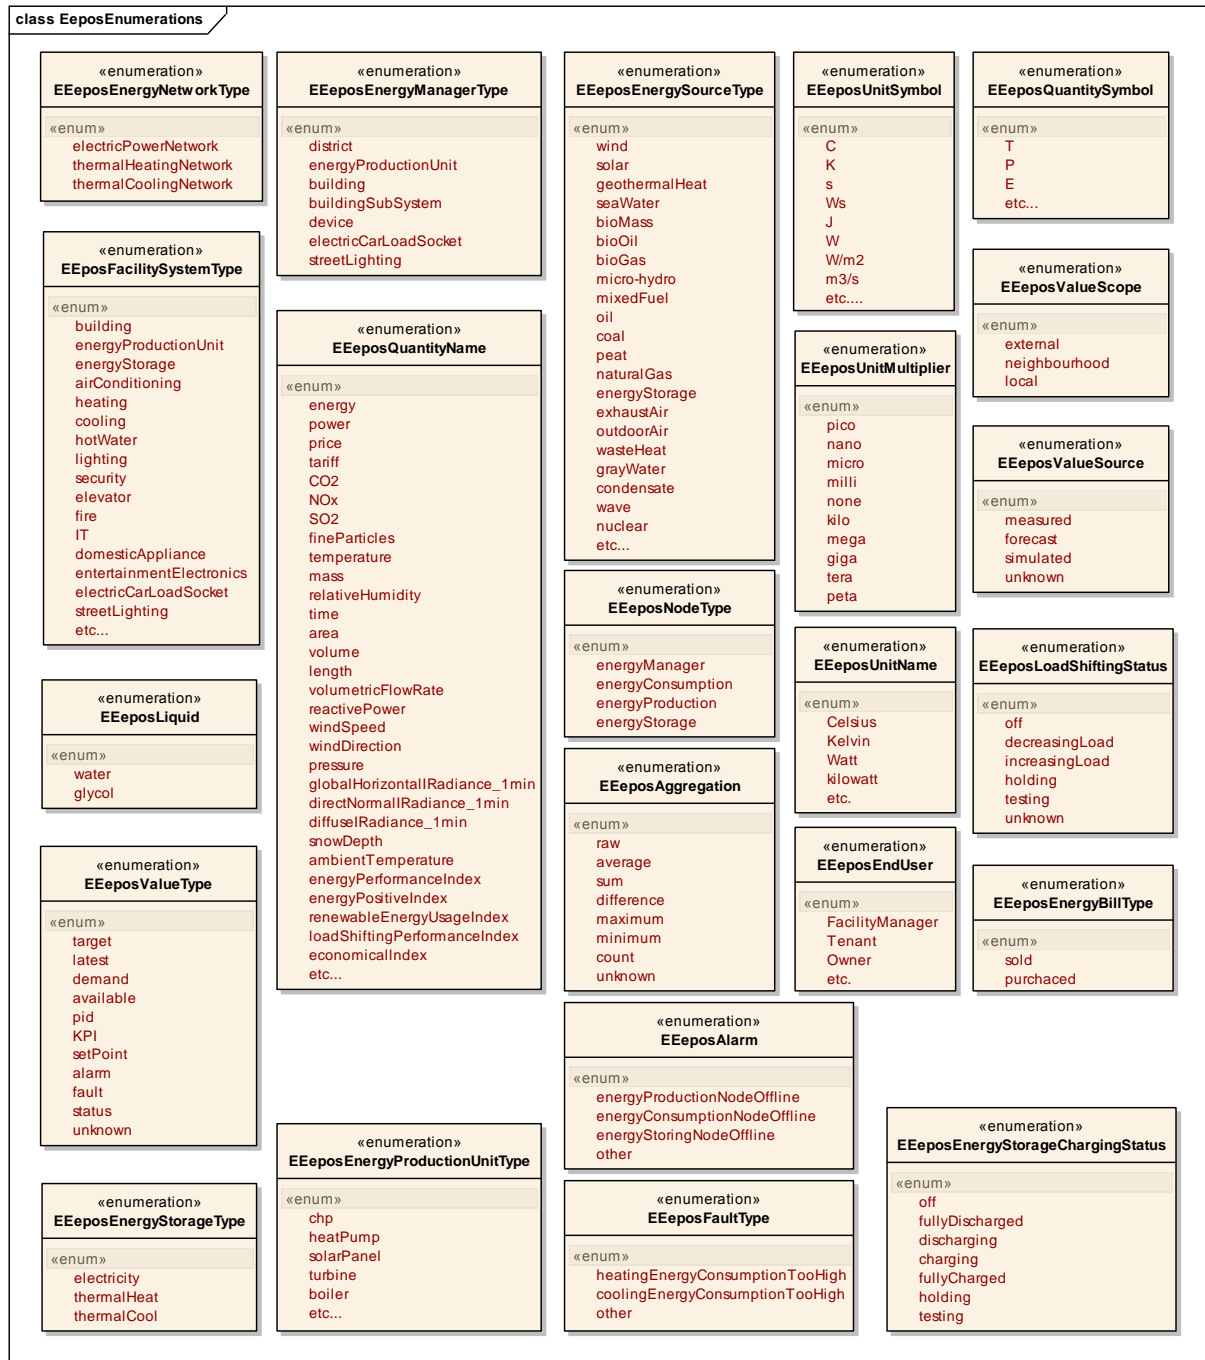 class EeposEnumerations
«enumeration»
EEeposEnergyNetworkType
«enum»
electricPowerNetwork
thermalHeatingNetwork
thermalCoolingNetwork
«enumeration»
EEposFacilitySystemType
«enum»
building
energyProductionUnit
energyStorage
airConditioning
heating
cooling
hotWater
lighting
security
elevator
fire
IT
domesticAppliance
entertainmentElectronics
electricCarLoadSocket
streetLighting
etc...
«enumeration»
EEeposLiquid
«enum»
water
glycol
«enumeration»
EEeposValueType
«enum»
target
latest
demand
available
pid
KPI
setPoint
alarm
fault
status
unknown
«enumeration»
EEeposEnergyStorageType
«enum»
electricity
thermalHeat
thermalCool
«enumeration»
EEeposEnergyManagerType
«enum»
district
energyProductionUnit
building
buildingSubSystem
device
electricCarLoadSocket
streetLighting
«enumeration»
EEeposQuantityName
«enum»
energy
power
price
tariff
CO2
NOx
SO2
fineParticles
temperature
mass
relativeHumidity
time
area
volume
length
volumetricFlowRate
reactivePower
windSpeed
windDirection
pressure
globalHorizontalIRadiance_1min
directNormalIRadiance_1min
diffuseIRadiance_1min
snowDepth
ambientTemperature
energyPerformanceIndex
energyPositiveIndex
renewableEnergyUsageIndex
loadShiftingPerformanceIndex
economicalIndex
etc...
«enumeration»
EEeposEnergyProductionUnitType
«enum»
chp
heatPump
solarPanel
turbine
boiler
etc...
«enumeration»
EEeposEnergySourceType
«enum»
wind
solar
geothermalHeat
seaWater
bioMass
bioOil
bioGas
micro-hydro
mixedFuel
oil
coal
peat
naturalGas
energyStorage
exhaustAir
outdoorAir
wasteHeat
grayWater
condensate
wave
nuclear
etc...
«enumeration»
EEeposNodeType
«enum»
energyManager
energyConsumption
energyProduction
energyStorage
«enumeration»
EEeposAggregation
«enum»
raw
average
sum
difference
maximum
minimum
count
unknown
«enumeration»
EEeposAlarm
«enum»
energyProductionNodeOffline
energyConsumptionNodeOffline
energyStoringNodeOffline
other
«enumeration»
EEeposFaultType
«enum»
heatingEnergyConsumptionTooHigh
coolingEnergyConsumptionTooHigh
other
«enumeration»
EEeposUnitSymbol
«enum»
C
K
s
Ws
J
W
W/m2
m3/s
etc....
«enumeration»
EEeposUnitMultiplier
«enum»
pico
nano
micro
milli
none
kilo
mega
giga
tera
peta
«enumeration»
EEeposUnitName
«enum»
Celsius
Kelvin
Watt
kilowatt
etc.
«enumeration»
EEeposEndUser
«enum»
FacilityManager
Tenant
Owner
etc.
«enumeration»
EEeposQuantitySymbol
«enum»
T
P
E
etc...
«enumeration»
EEeposValueScope
«enum»
external
neighbourhood
local
«enumeration»
EEeposValueSource
«enum»
measured
forecast
simulated
unknown
«enumeration»
EEeposLoadShiftingStatus
«enum»
off
decreasingLoad
increasingLoad
holding
testing
unknown
«enumeration»
EEeposEnergyBillType
«enum»
sold
purchaced
«enumeration»
EEeposEnergyStorageChargingStatus
«enum»
off
fullyDischarged
discharging
charging
fullyCharged
holding
testing